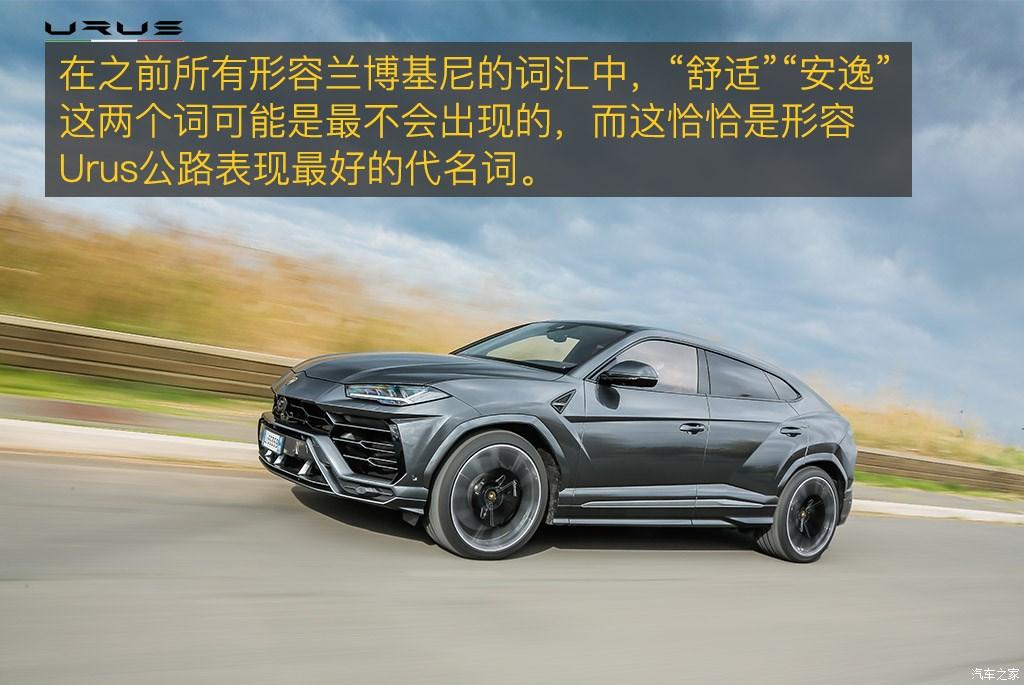 URUS
在之前所有形容兰博基尼的词汇中，“舒适”“安逸”
这两个词可能是最不会出现的，而这恰恰是形容
Urus公路表现最好的代名词。
汽车之家